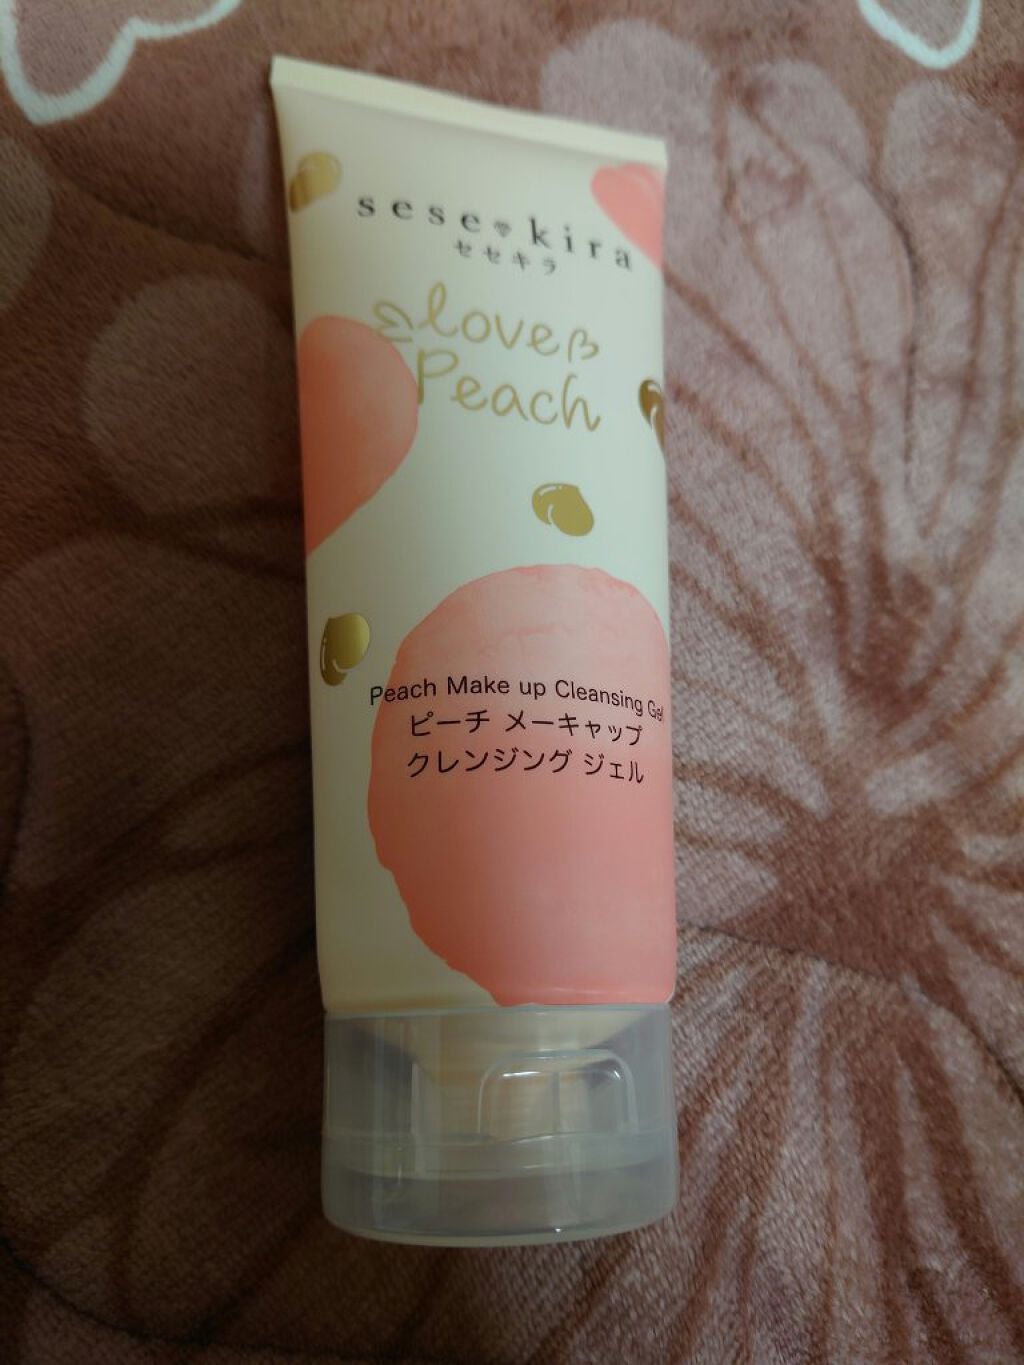 sese kira
セセキラ
love
Peach
Peach Make up Cleansing Gel
ピーチ メーキャップ
クレンジング ジェル